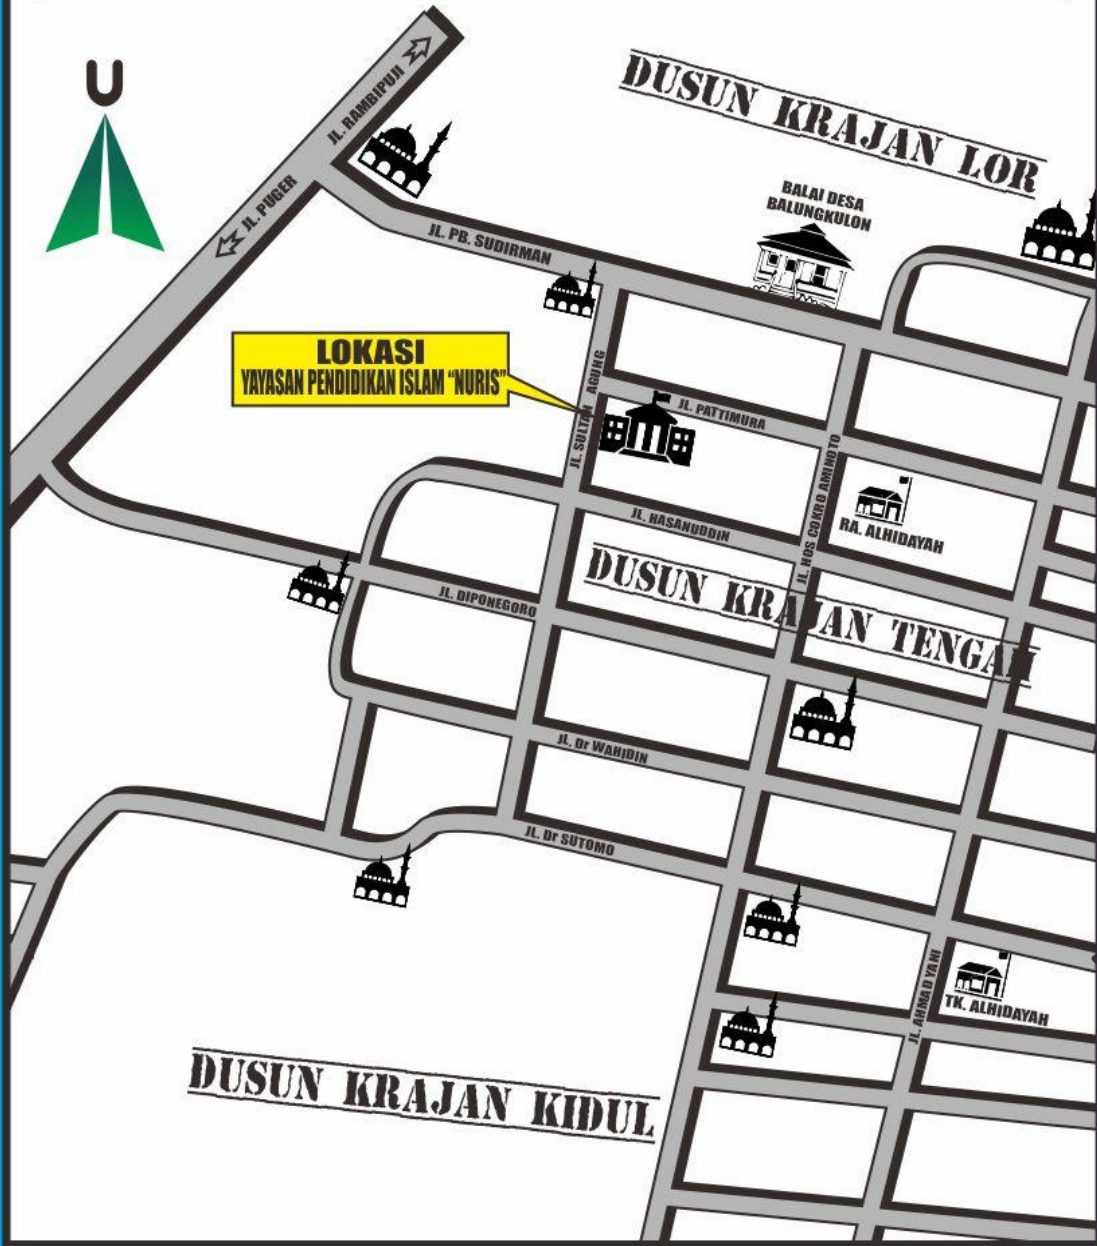 U
JL. RAMBIPUJI
JL. PUGER
DUSUN KRAJAN LOR
BALAI DESA
BALUNGKULON
JL. PB. SUDIRMAN
LOKASI
YAYASAN PENDIDIKAN ISLAM "NURIS"
JL. SULTAN AGUNG
JL. PATTIMURA
JL. HOS COKRO AMINOTO
RA. ALHIDAYAH
JL. HASANUDDIN
DUSUN KRAJAN TENGAH
JL. DIPONEGORO
JL. Dr WAHIDIN
JL. Dr SUTOMO
JL. AHMAD YANI
TK. ALHIDAYAH
DUSUN KRAJAN KIDUL